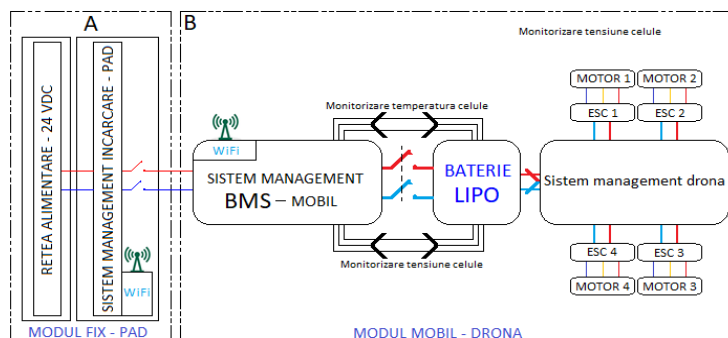 A
B
Monitorizare tensiune celule
RETEA ALIMENTARE - 24 VDC
SISTEM MANAGEMENT INCARCARE - PAD
WiFi
MODUL FIX - PAD
WiFi
SISTEM MANAGEMENT
BMS – MOBIL
Monitorizare temperatura celule
Monitorizare tensiune celule
BATERIE
LIPO
Sistem management drona
MOTOR 1
MOTOR 2
ESC 1
ESC 2
ESC 4
ESC 3
MOTOR 4
MOTOR 3
MODUL MOBIL - DRONA